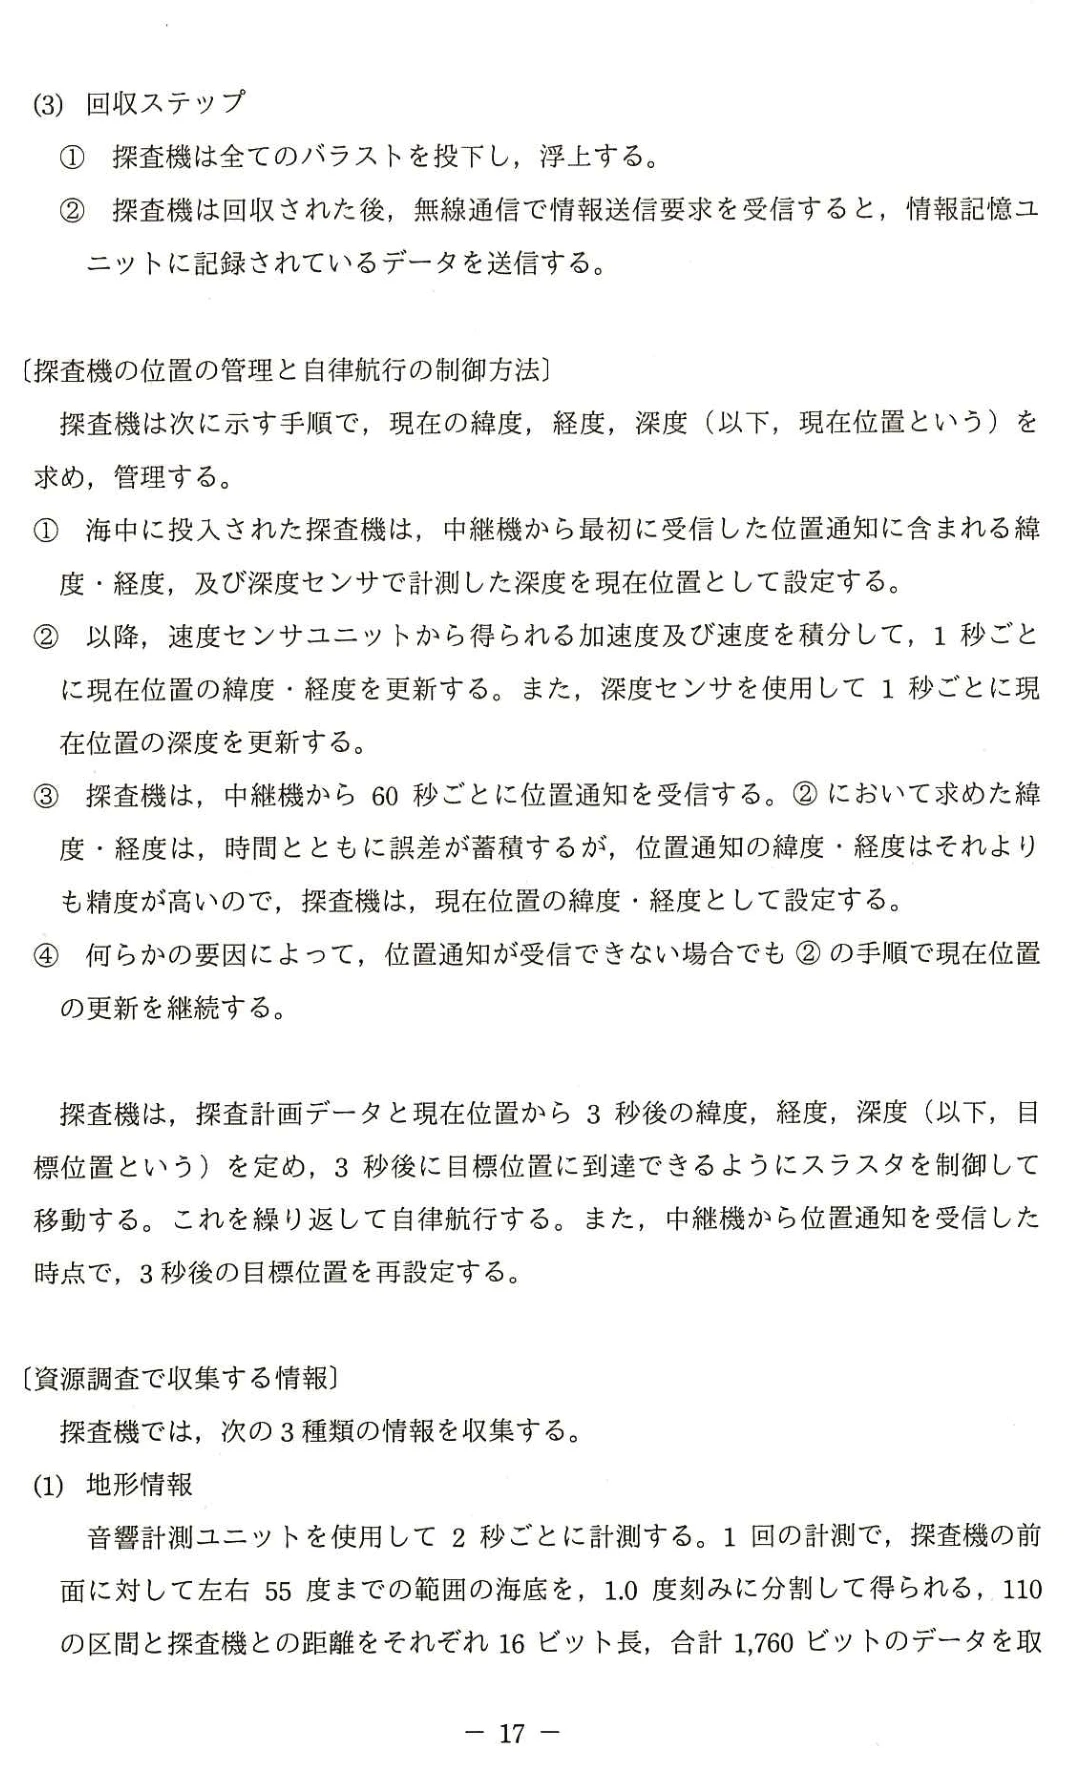 (3) 回収ステップ
① 探査機は全てのバラストを投下し，浮上する。
② 探査機は回収された後，無線通信で情報送信要求を受信すると，情報記憶ユ
ニットに記録されているデータを送信する。
〔探査機の位置の管理と自律航行の制御方法〕
探査機は次に示す手順で，現在の緯度，経度，深度（以下，現在位置という）を
求め，管理する。
① 海中に投入された探査機は，中継機から最初に受信した位置通知に含まれる緯
度・経度，及び深度センサで計測した深度を現在位置として設定する。
② 以降，速度センサユニットから得られる加速度及び速度を積分して，1 秒ごと
に現在位置の緯度・経度を更新する。また，深度センサを使用して 1 秒ごとに現
在位置の深度を更新する。
③ 探査機は，中継機から 60 秒ごとに位置通知を受信する。② において求めた緯
度・経度は，時間とともに誤差が蓄積するが，位置通知の緯度・経度はそれより
も精度が高いので，探査機は，現在位置の緯度・経度として設定する。
④ 何らかの要因によって，位置通知が受信できない場合でも ② の手順で現在位置
の更新を継続する。
探査機は，探査計画データと現在位置から 3 秒後の緯度，経度，深度（以下，目
標位置という）を定め，3 秒後に目標位置に到達できるようにスラスタを制御して
移動する。これを繰り返して自律航行する。また，中継機から位置通知を受信した
時点で，3 秒後の目標位置を再設定する。
〔資源調査で収集する情報〕
探査機では，次の 3 種類の情報を収集する。
(1) 地形情報
音響計測ユニットを使用して 2 秒ごとに計測する。1 回の計測で，探査機の前
面に対して左右 55 度までの範囲の海底を，1.0 度刻みに分割して得られる，110
の区間と探査機との距離をそれぞれ 16 ビット長，合計 1,760 ビットのデータを取
－ 17 －